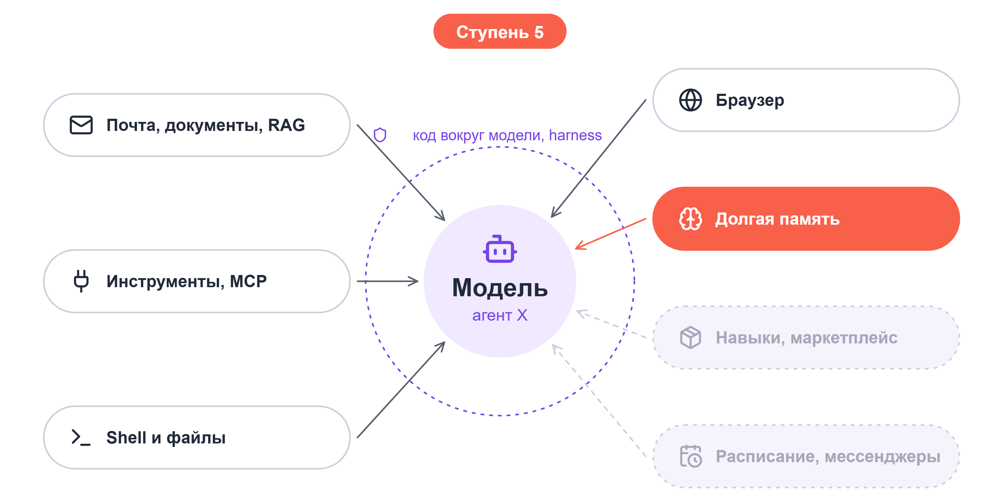 Ступень 5
Почта, документы, RAG
Инструменты, MCP
Shell и файлы
код вокруг модели, harness
Модель
агент X
Браузер
Долгая память
Навыки, маркетплейс
Расписание, мессенджеры